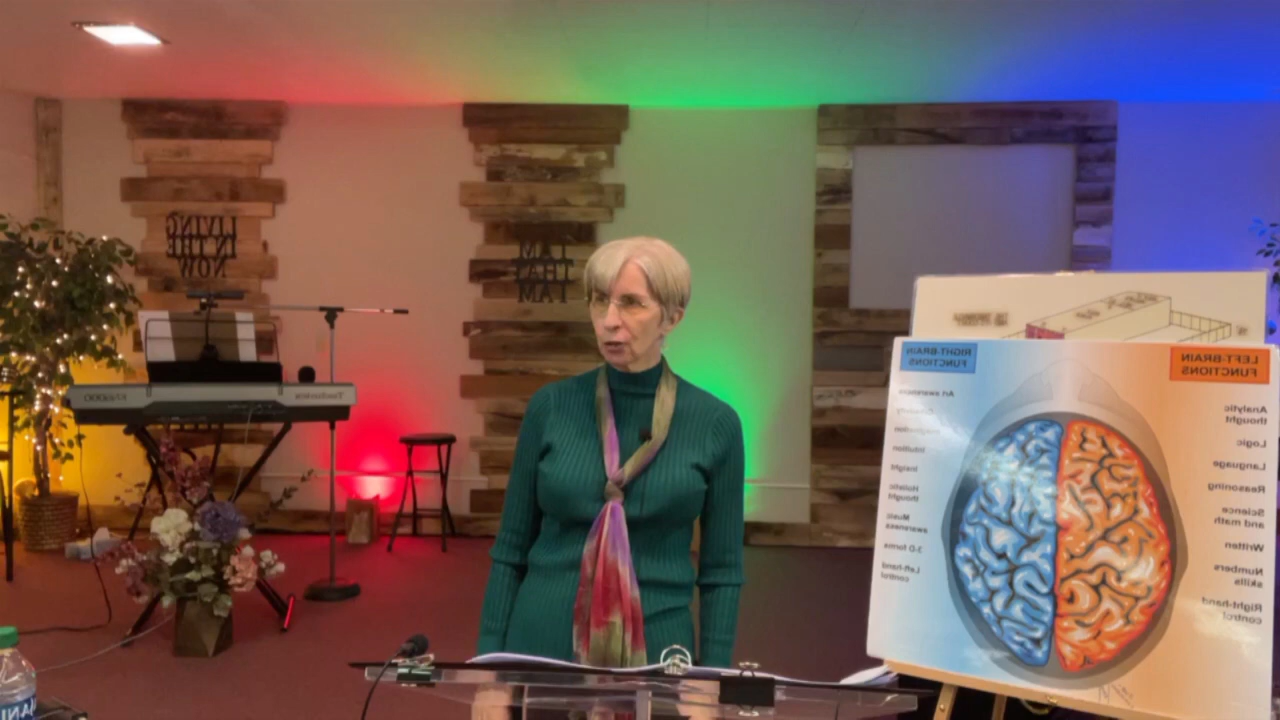 LIVING
IN THE
NOW
I AM
THAT
I AM
RIGHT-BRAIN
FUNCTIONS
Art awareness
Creativity
Imagination
Intuition
Insight
Holistic
thought
Music
awareness
3-D forms
Left-hand
control
LEFT-BRAIN
FUNCTIONS
Analytic
thought
Logic
Language
Reasoning
Science
and math
Written
Numbers
skills
Right-hand
control